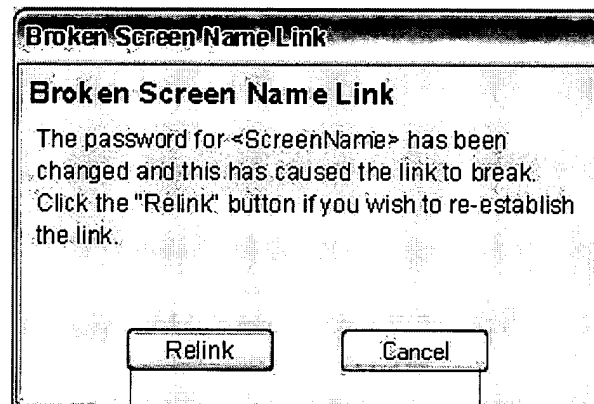 Broken Screen Name Link
Broken Screen Name Link
The password for <ScreenName> has been
changed and this has caused the link to break.
Click the "Relink" button if you wish to re-establish
the link.
Relink
Cancel